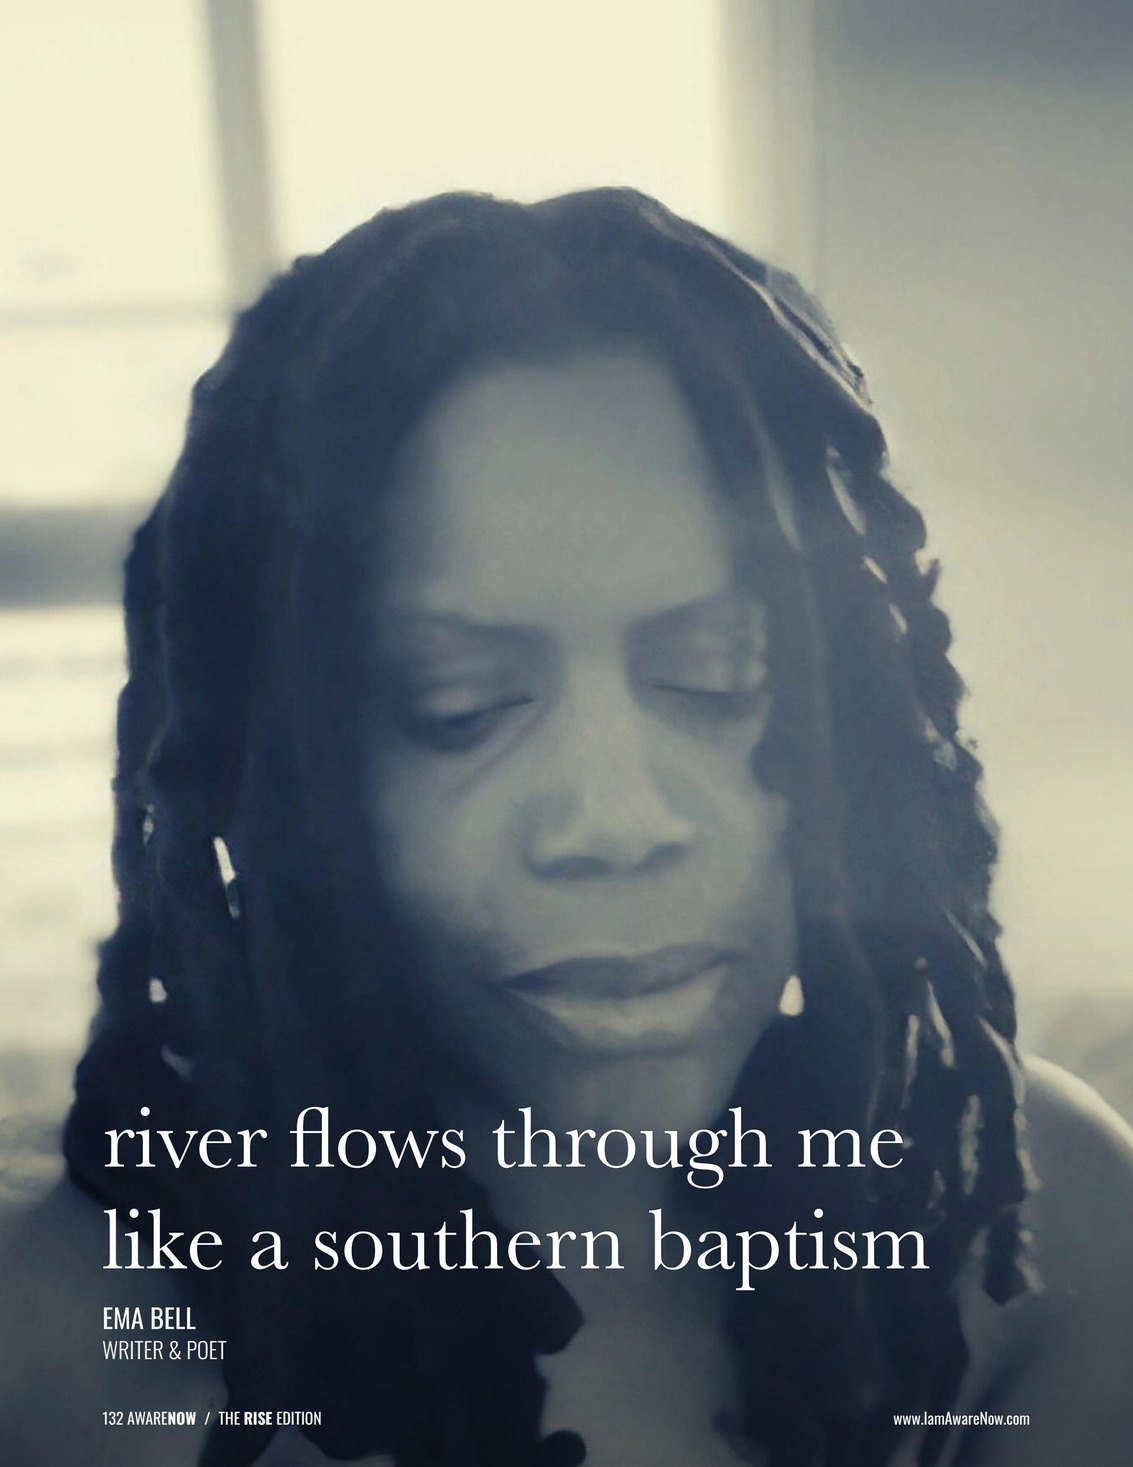 river flows through me
like a southern baptism
EMA BELL
WRITER & POET
132 AWARENOW / THE RISE EDITION
www.IamAwareNow.com